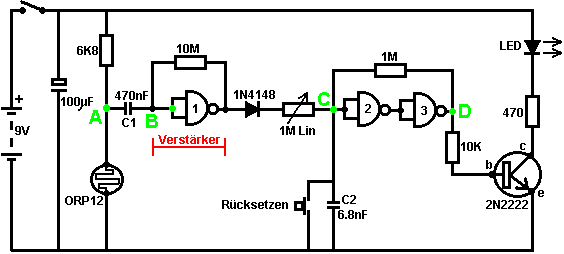 LED
6K8
10M
1M
+
9V
100µF
470nF
A
C1
B
1
1N4148
1M Lin
C
2
3
D
470
Verstärker
10K
c
b
e
2N2222
ORP12
Rücksetzen
C2
6.8nF